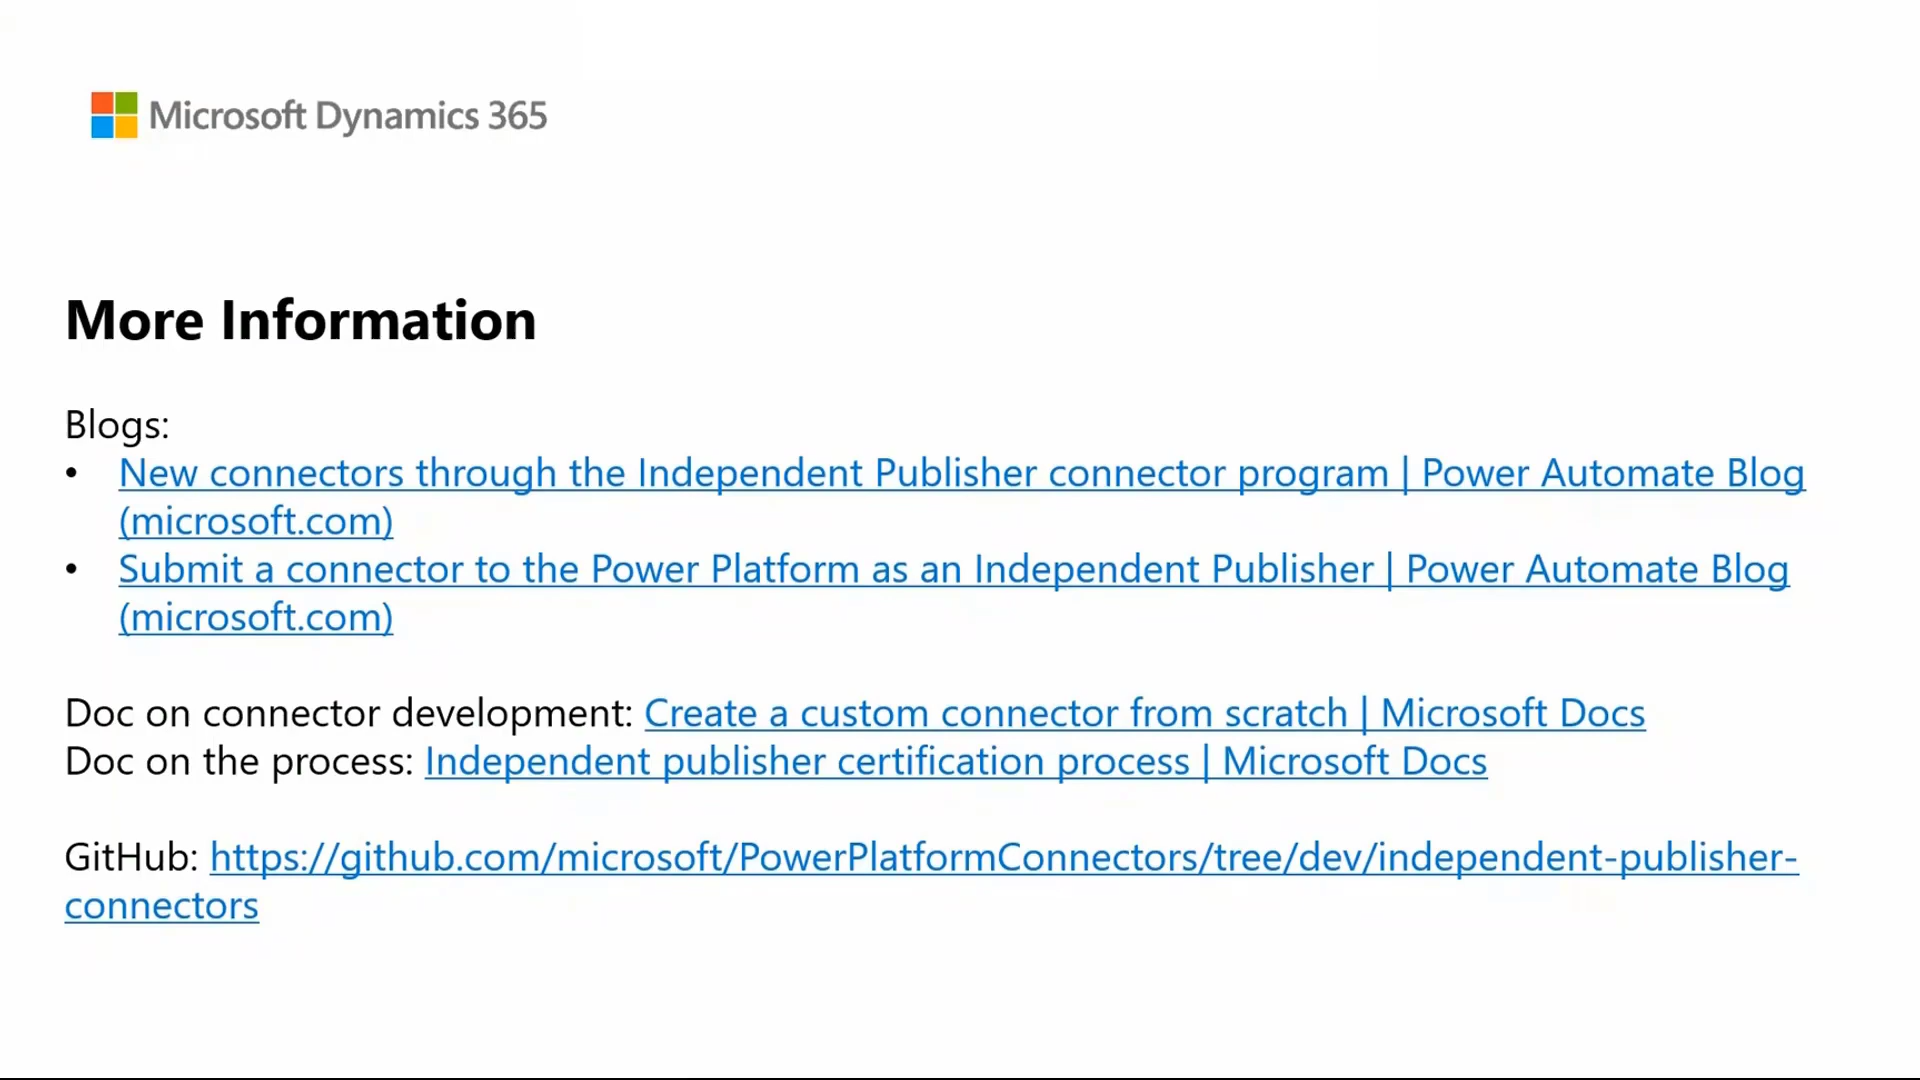 Microsoft Dynamics 365
More Information
Blogs:
• New connectors through the Independent Publisher connector program | Power Automate Blog
(microsoft.com)
• Submit a connector to the Power Platform as an Independent Publisher | Power Automate Blog
(microsoft.com)
Doc on connector development: Create a custom connector from scratch | Microsoft Docs
Doc on the process: Independent publisher certification process | Microsoft Docs
GitHub: https://github.com/microsoft/PowerPlatformConnectors/tree/dev/independent-publisher-
connectors